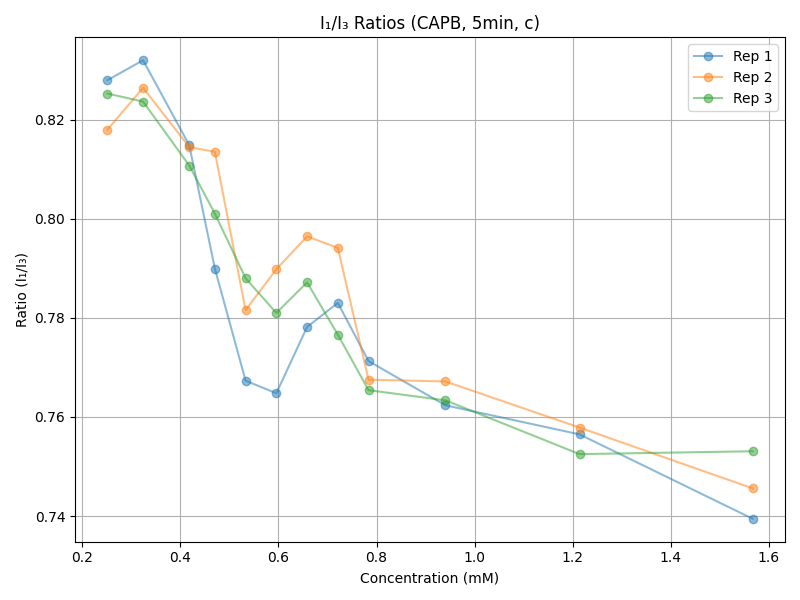 I₁/I₃ Ratios (CAPB, 5min, c)
Rep 1
Rep 2
Rep 3
0.82
0.80
0.78
0.76
0.74
Ratio (I₁/I₃)
0.2 0.4 0.6 0.8 1.0 1.2 1.4 1.6
Concentration (mM)